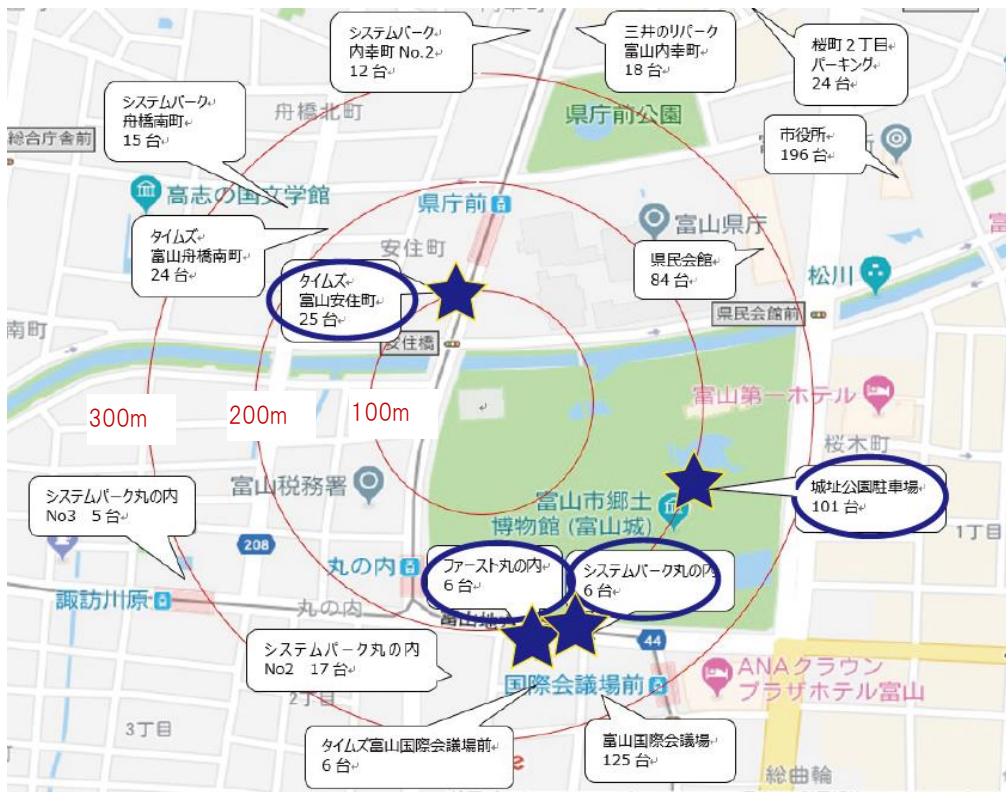 システムパーク
内幸町 No.2
12 台
三井のリパーク
富山内幸町
18 台
桜町２丁目
パーキング
24 台
システムパーク
舟橋南町
15 台
舟橋北町
県庁前公園
市役所
196 台
総合庁舎前
高志の国文学館
県庁前
富山県庁
タイムズ
富山舟橋南町
24 台
安住町
県民会館
84 台
松川
タイムズ
富山安住町
25 台
県民会館前
南町
安住橋
300m
200m
100m
富山第一ホテル
桜木町
システムパーク丸の内
No3 5 台
富山税務署
富山市郷土
博物館 (富山城)
城址公園駐車場
101 台
1丁目
208
丸の内
ファースト丸の内
6 台
システムパーク丸の内
6 台
諏訪川原
丸の内
富山地
44
システムパーク丸の内
No2 17 台
国際会議場前
ANAクラウン
プラザホテル富山
2丁目
3丁目
タイムズ富山国際会議場前
6 台
富山国際会議場
125 台
総曲輪